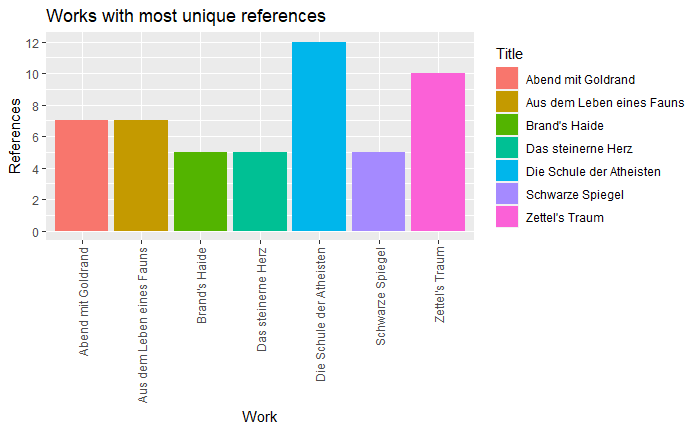 Works with most unique references
References
12
10
8
6
4
2
0
Abend mit Goldrand
Aus dem Leben eines Fauns
Brand's Haide
Das steinerne Herz
Die Schule der Atheisten
Schwarze Spiegel
Zettel's Traum
Work
Title
Abend mit Goldrand
Aus dem Leben eines Fauns
Brand's Haide
Das steinerne Herz
Die Schule der Atheisten
Schwarze Spiegel
Zettel's Traum